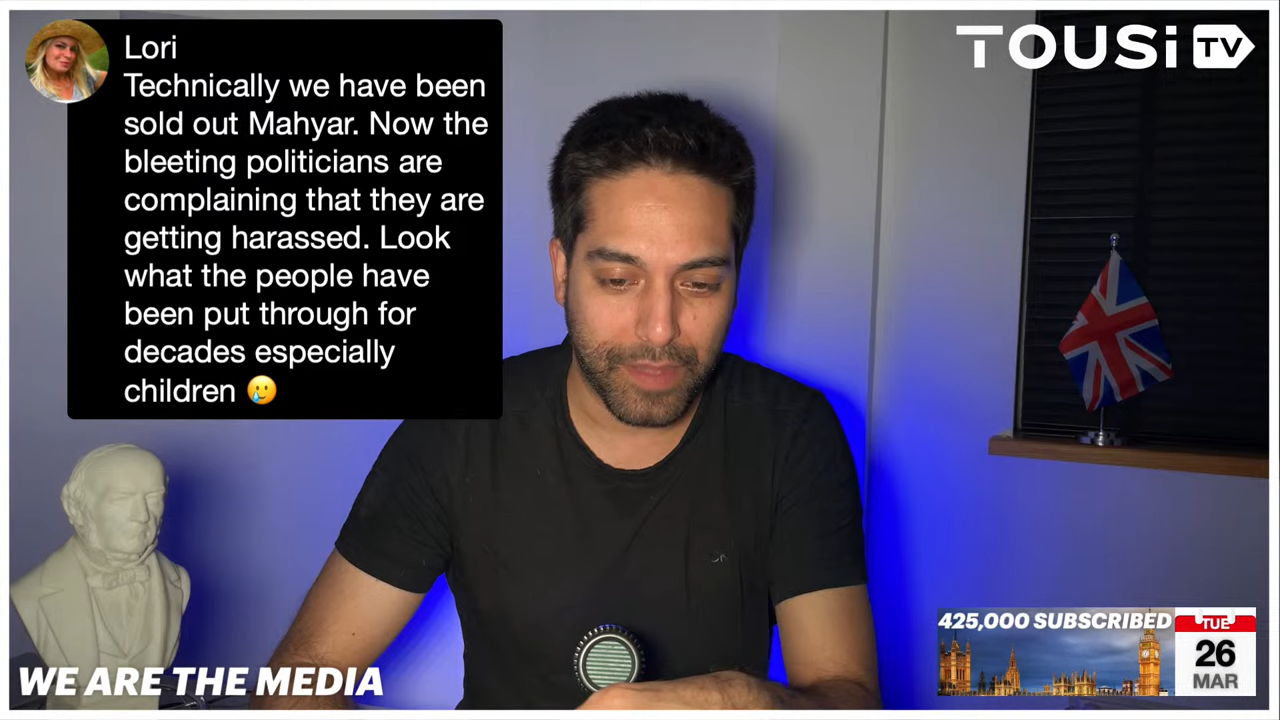 Lori
Technically we have been
sold out Mahyar. Now the
bleeting politicians are
complaining that they are
getting harassed. Look
what the people have
been put through for
decades especially
children 🥲
TOUSi TV
425,000 SUBSCRIBED
TUE
26
MAR
WE ARE THE MEDIA